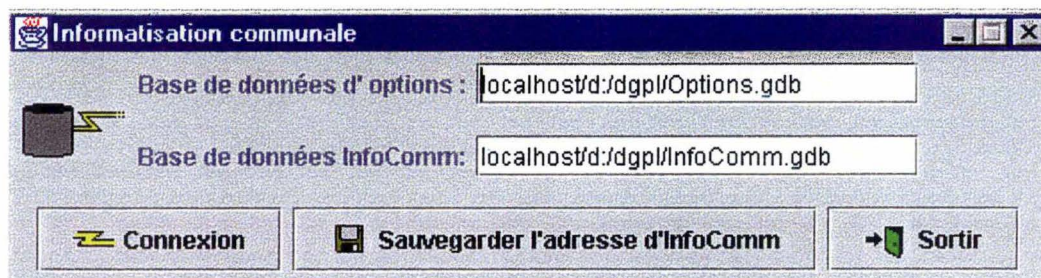 Informatisation communale
Base de données d' options : localhost/d:/dgpl/Options.gdb
Base de données InfoComm: localhost/d:/dgpl/InfoComm.gdb
Connexion Sauvegarder l'adresse d'InfoComm Sortir